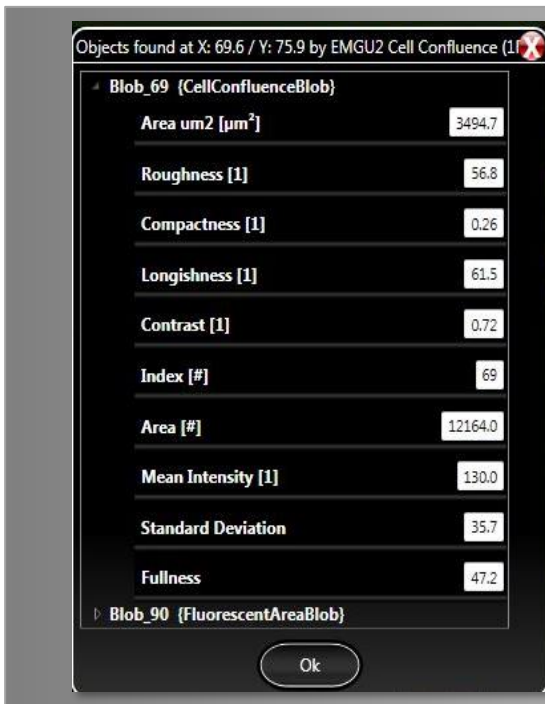 Objects found at X: 69.6 / Y: 75.9 by EMGU2 Cell Confluence (1
Blob_69 {CellConfluenceBlob}
Area um2 [µm²] 3494.7
Roughness [1] 56.8
Compactness [1] 0.26
Longishness [1] 61.5
Contrast [1] 0.72
Index [#] 69
Area [#] 12164.0
Mean Intensity [1] 130.0
Standard Deviation 35.7
Fullness 47.2
Blob_90 {FluorescentAreaBlob}
Ok